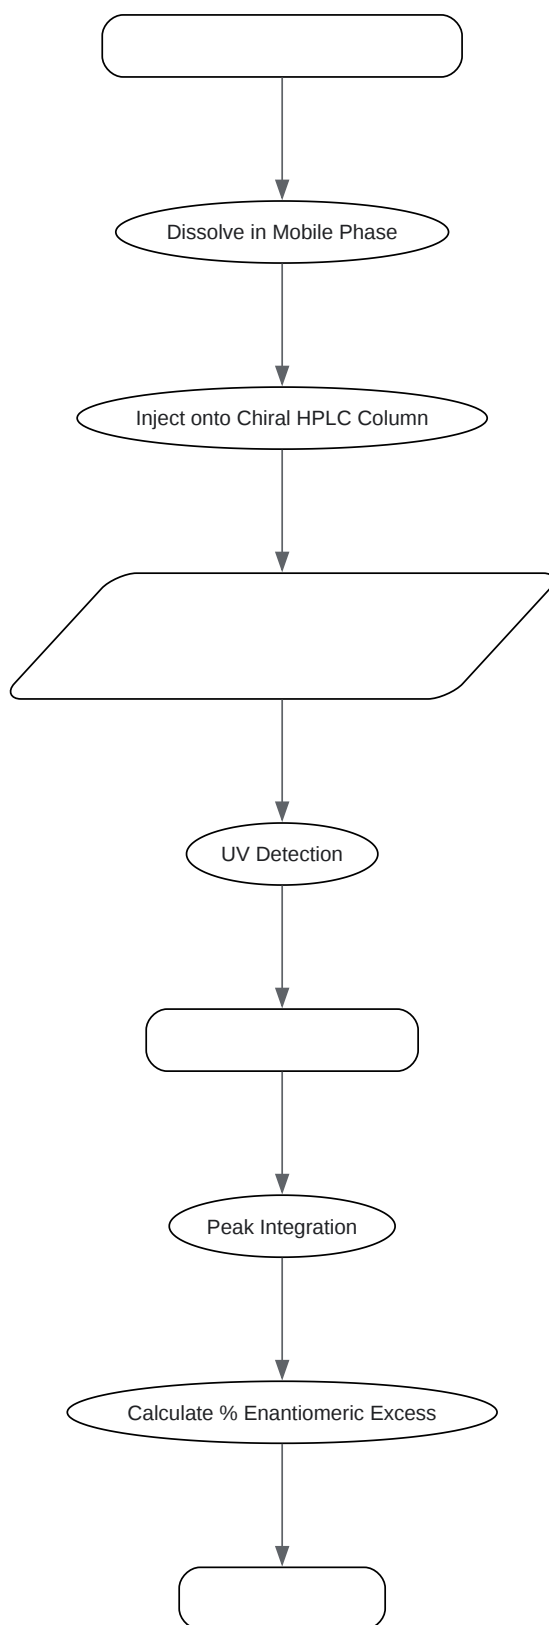 Dissolve in Mobile Phase
Inject onto Chiral HPLC Column
UV Detection
Peak Integration
Calculate % Enantiomeric Excess